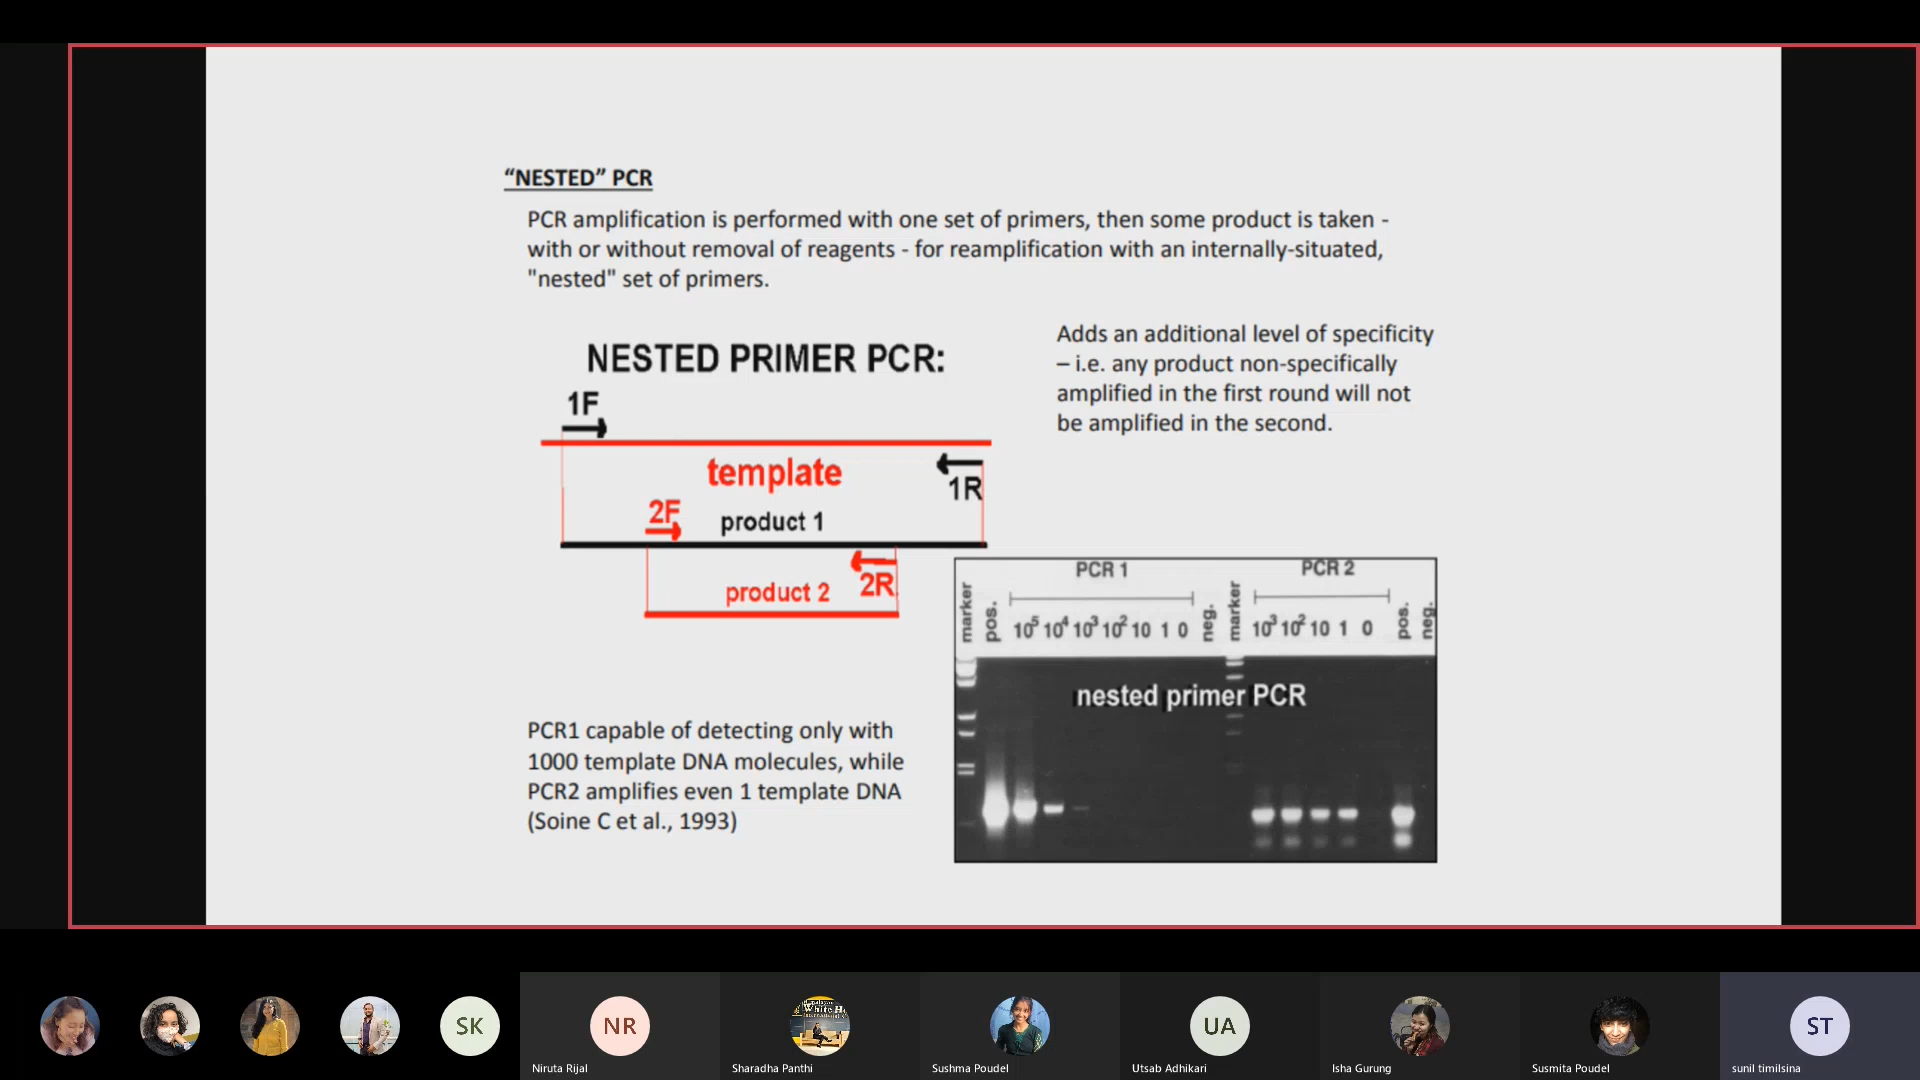 “NESTED” PCR
PCR amplification is performed with one set of primers, then some product is taken -
with or without removal of reagents - for reamplification with an internally-situated,
"nested" set of primers.
Adds an additional level of specificity
– i.e. any product non-specifically
amplified in the first round will not
be amplified in the second.
NESTED PRIMER PCR:
1F
template
1R
2F
product 1
2R
product 2
PCR1 capable of detecting only with
1000 template DNA molecules, while
PCR2 amplifies even 1 template DNA
(Soine C et al., 1993)
PCR 1
PCR 2
marker pos. 10⁵ 10⁴ 10³ 10² 10 1 0 neg. marker 10³ 10² 10 1 0 pos. neg.
nested primer PCR
SK
NR
UA
ST
Niruta Rijal
Sharadha Panthi
Sushma Poudel
Utsab Adhikari
Isha Gurung
Susmita Poudel
sunil timilsina